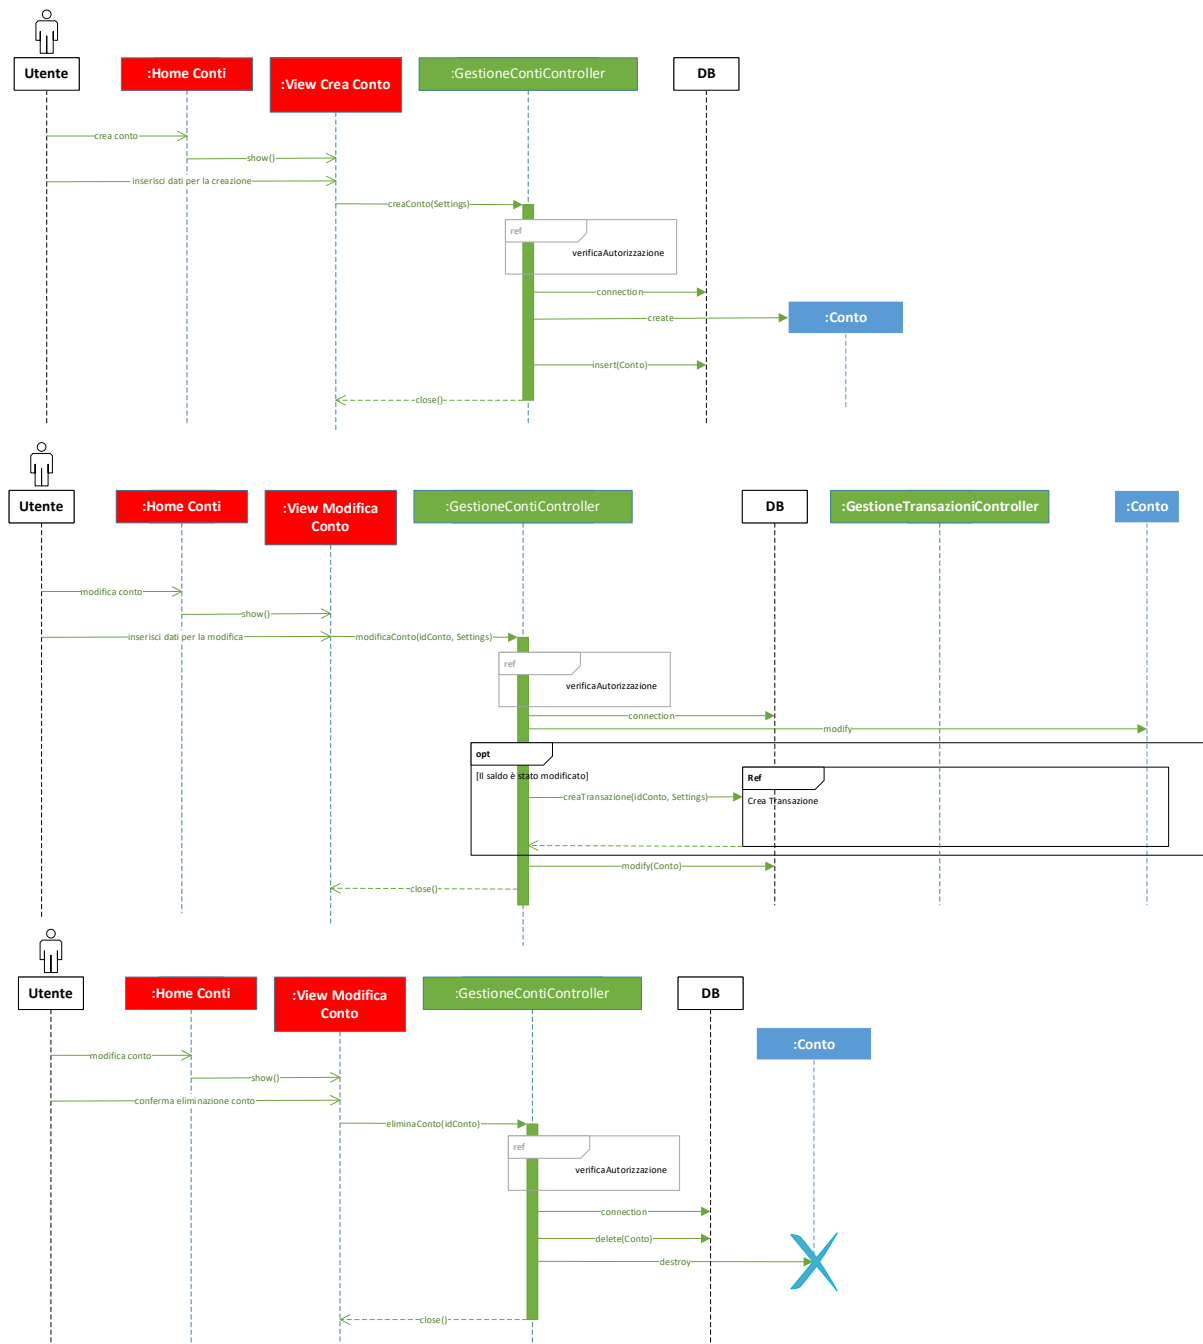 Utente
:Home Conti
:View Crea Conto
:GestioneContiController
DB
crea conto
show()
inserisci dati per la creazione
creaConto(Settings)
ref
verificaAutorizzazione
connection
create
:Conto
insert(Conto)
close()
Utente
:Home Conti
:View Modifica
Conto
:GestioneContiController
DB
:GestioneTransazioniController
:Conto
modifica conto
show()
inserisci dati per la modifica
modificaConto(idConto, Settings)
ref
verificaAutorizzazione
connection
modify
opt
[Il saldo è stato modificato]
Ref
creaTransazione(idConto, Settings)
Crea Transazione
modify(Conto)
close()
Utente
:Home Conti
:View Modifica
Conto
:GestioneContiController
DB
:Conto
modifica conto
show()
conferma eliminazione conto
eliminaConto(idConto)
ref
verificaAutorizzazione
connection
delete(Conto)
destroy
close()